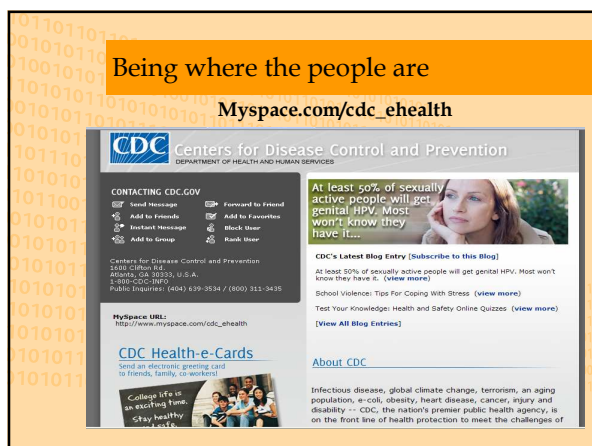 Being where the people are
Myspace.com/cdc_ehealth
CDC Centers for Disease Control and Prevention
DEPARTMENT OF HEALTH AND HUMAN SERVICES
CONTACTING CDC.GOV
Send Message Forward to Friend
Add to Friends Add to Favorites
Instant Message Block User
Add to Group Rank User
Centers for Disease Control and Prevention
1600 Clifton Rd.
Atlanta, GA 30333, U.S.A.
1-800-CDC-INFO
Public Inquiries: (404) 639-3534 / (800) 311-3435
MySpace URL:
http://www.myspace.com/cdc_ehealth
CDC Health-e-Cards
Send an electronic greeting card
to friends, family, co-workers!
College life is
an exciting time.
Stay healthy
At least 50% of sexually
active people will get
genital HPV. Most
won't know they
have it...
CDC's Latest Blog Entry [Subscribe to this Blog]
At least 50% of sexually active people will get genital HPV. Most won't
know they have it. (view more)
School Violence: Tips For Coping With Stress (view more)
Test Your Knowledge: Health and Safety Online Quizzes (view more)
[View All Blog Entries]
About CDC
Infectious disease, global climate change, terrorism, an aging
population, e-coli, obesity, heart disease, cancer, injury and
disability -- CDC, the nation's premier public health agency, is
on the front line of health protection to meet the challenges of